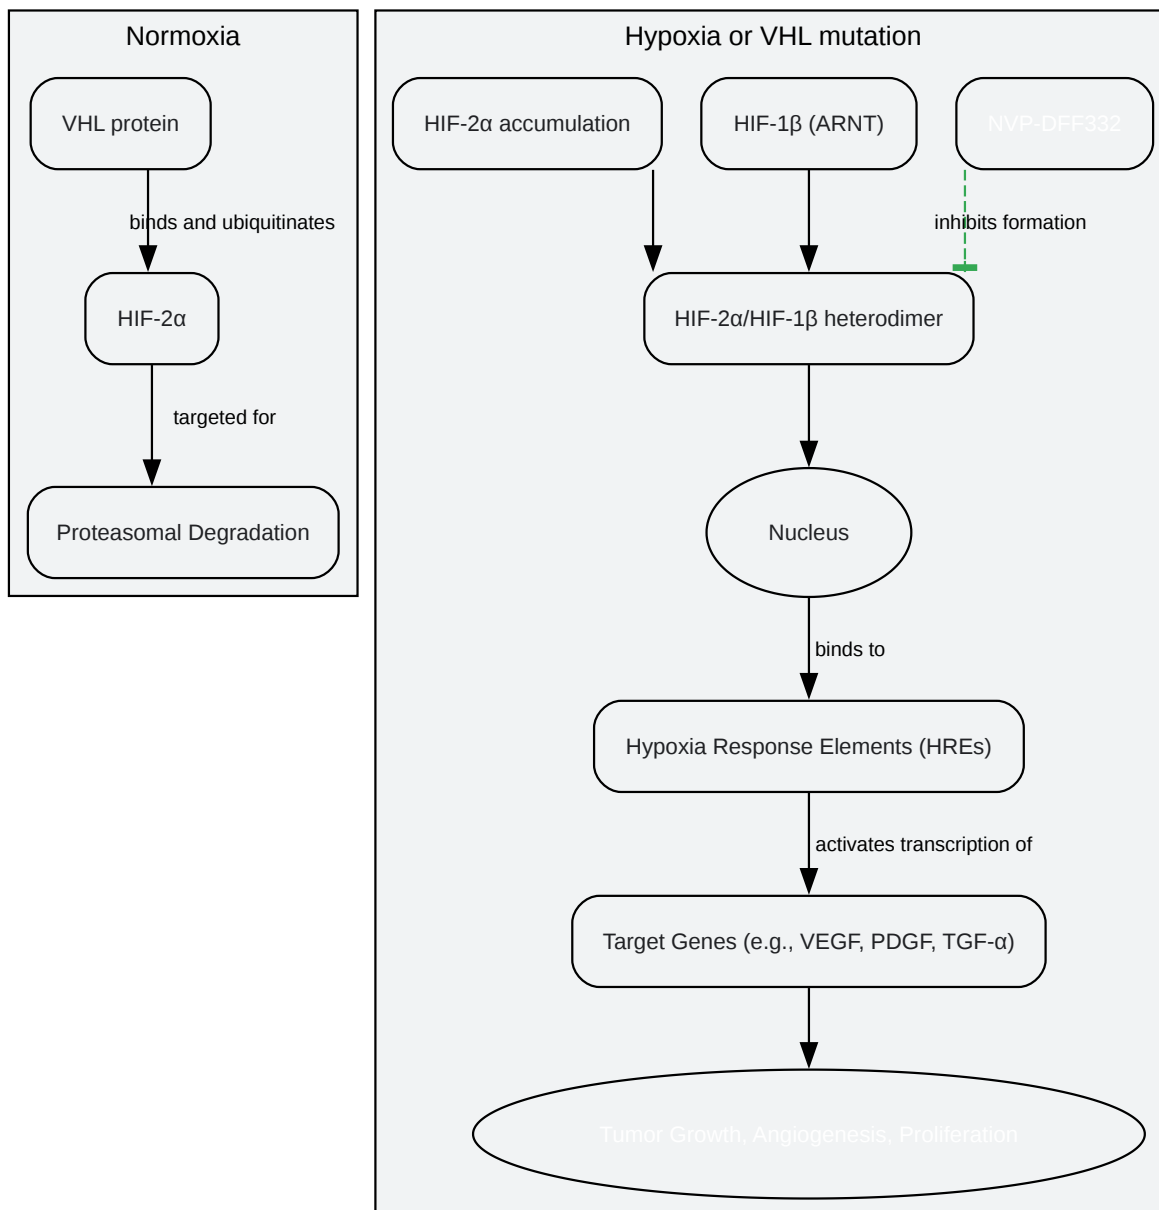 Normoxia
VHL protein
binds and ubiquitinates
HIF-2α
targeted for
Proteasomal Degradation
Hypoxia or VHL mutation
HIF-2α accumulation
HIF-1β (ARNT)
NVP-DFF332
inhibits formation
HIF-2α/HIF-1β heterodimer
Nucleus
binds to
Hypoxia Response Elements (HREs)
activates transcription of
Target Genes (e.g., VEGF, PDGF, TGF-α)
Tumor Growth, Angiogenesis, Proliferation